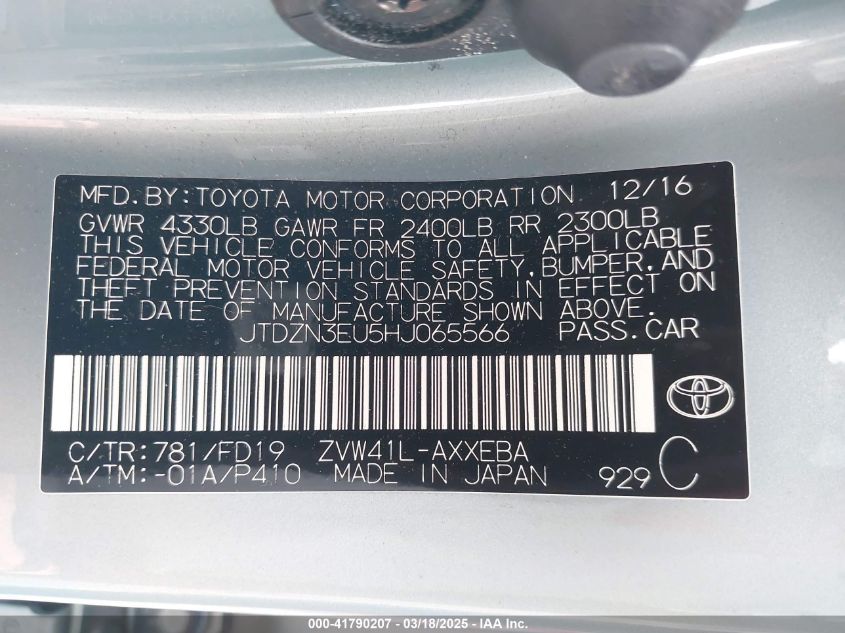 MFD.BY:TOYOTA MOTOR CORPORATION 12/16
GVWR 4330LB GAWR FR 2400LB RR 2300LB
THIS VEHICLE CONFORMS TO ALL APPLICABLE
FEDERAL MOTOR VEHICLE SAFETY,BUMPER,AND
THEFT PREVENTION STANDARDS IN EFFECT ON
THE DATE OF MANUFACTURE SHOWN ABOVE.
JTDZN3EU5HJ065566 PASS.CAR
C/TR:781/FD19 ZVW41L-AXXEBA
A/TM:-01A/P410 MADE IN JAPAN 929 C
000-41790207 - 03/18/2025 - IAA Inc.